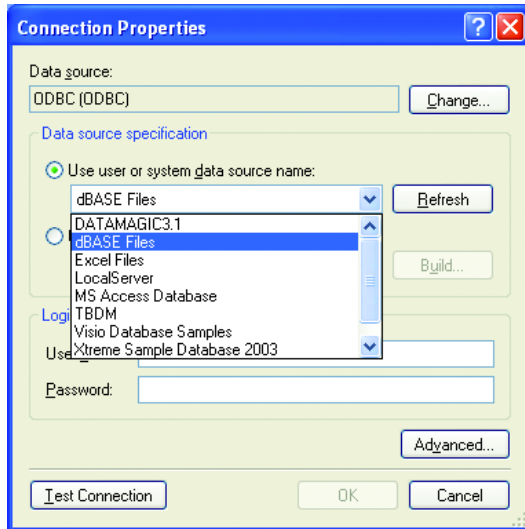 Connection Properties
Data source:
ODBC (ODBC)
Change...
Data source specification
Use user or system data source name:
dBASE Files
Refresh
DATAMAGIC3.1
dBASE Files
Excel Files
LocalServer
MS Access Database
TBDM
Visio Database Samples
Xtreme Sample Database 2003
Build...
Password:
Advanced...
Test Connection
OK
Cancel